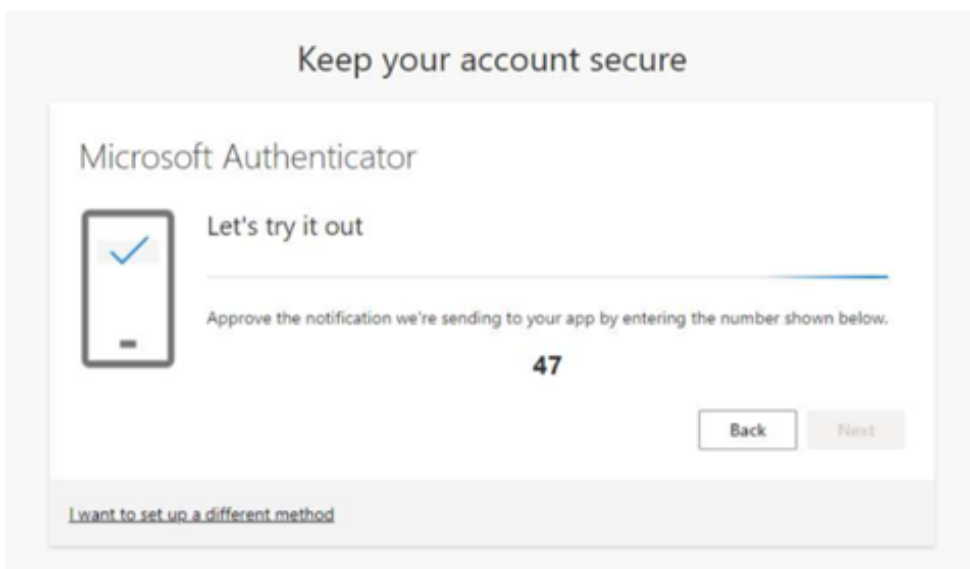 Keep your account secure
Microsoft Authenticator
Let's try it out
Approve the notification we're sending to your app by entering the number shown below.
47
Back
Next
I want to set up a different method